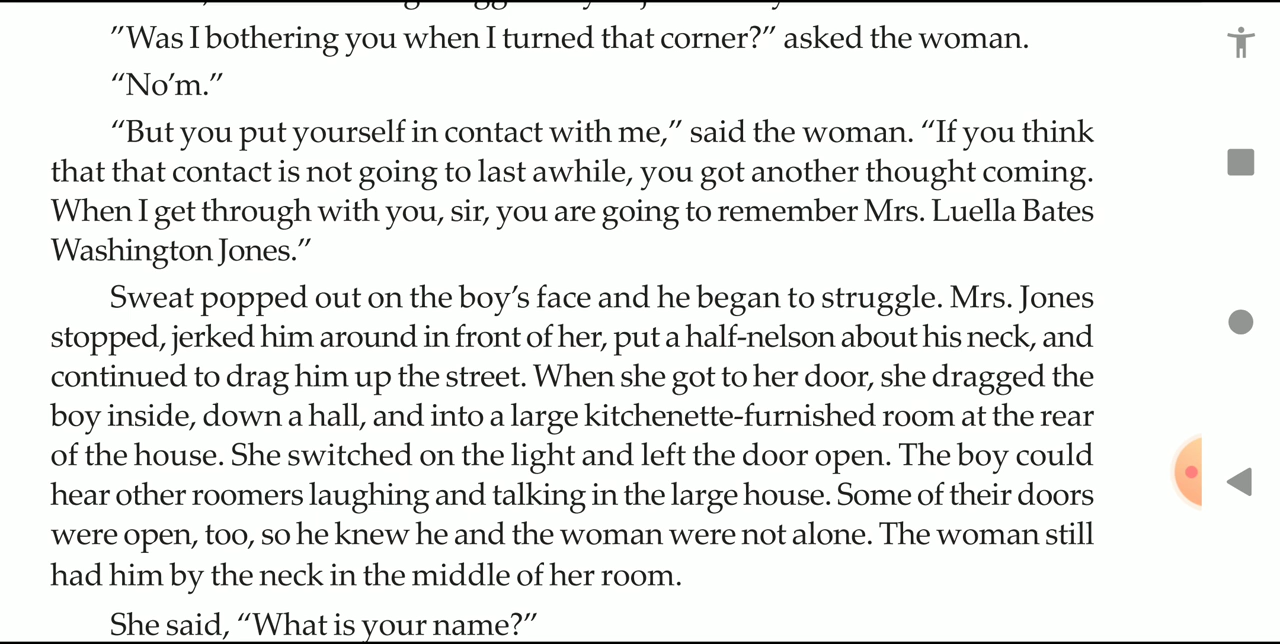 "Was I bothering you when I turned that corner?” asked the woman.
“No’m.”
“But you put yourself in contact with me,” said the woman. “If you think
that that contact is not going to last awhile, you got another thought coming.
When I get through with you, sir, you are going to remember Mrs. Luella Bates
Washington Jones.”
Sweat popped out on the boy’s face and he began to struggle. Mrs. Jones
stopped, jerked him around in front of her, put a half-nelson about his neck, and
continued to drag him up the street. When she got to her door, she dragged the
boy inside, down a hall, and into a large kitchenette-furnished room at the rear
of the house. She switched on the light and left the door open. The boy could
hear other roomers laughing and talking in the large house. Some of their doors
were open, too, so he knew he and the woman were not alone. The woman still
had him by the neck in the middle of her room.
She said, “What is your name?”